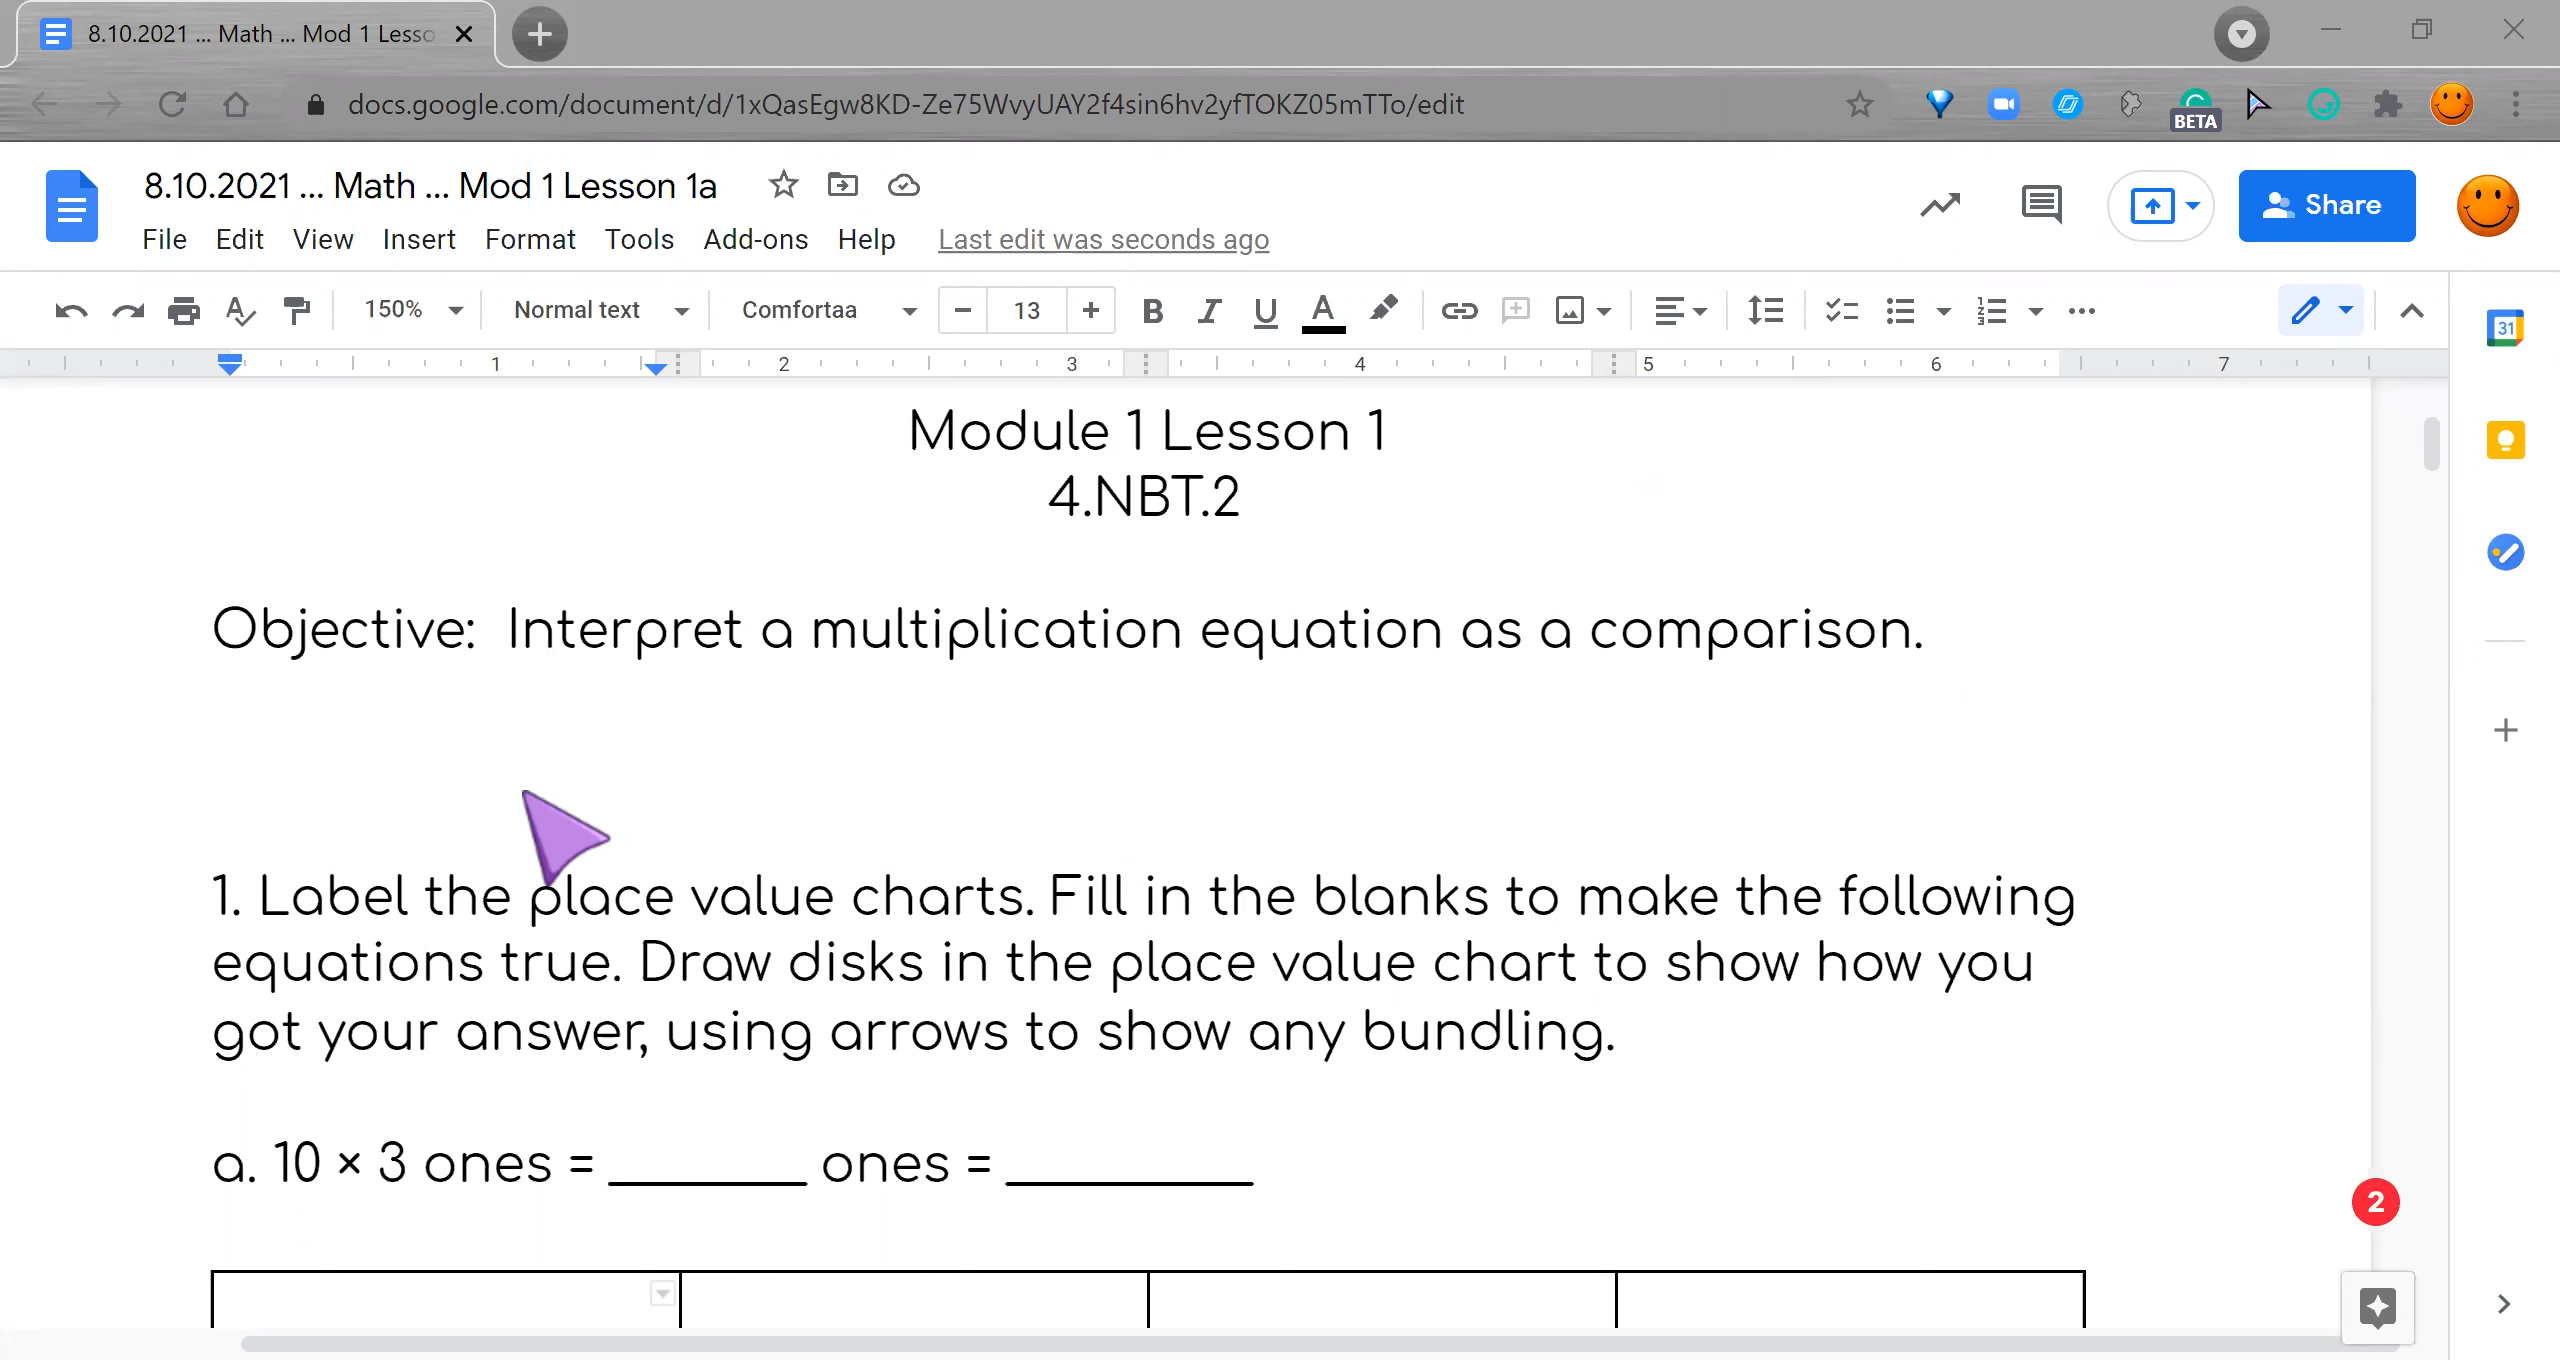 8.10.2021 ... Math ... Mod 1 Lesso
docs.google.com/document/d/1xQasEgw8KD-Ze75WvyUAY2f4sin6hv2yfTOKZ05mTTo/edit
BETA
8.10.2021 ... Math ... Mod 1 Lesson 1a
File Edit View Insert Format Tools Add-ons Help Last edit was seconds ago
Share
150% Normal text Comfortaa 13
1 2 3 4 5 6 7
31
Module 1 Lesson 1
4.NBT.2
Objective: Interpret a multiplication equation as a comparison.
1. Label the place value charts. Fill in the blanks to make the following
equations true. Draw disks in the place value chart to show how you
got your answer, using arrows to show any bundling.
a. 10 × 3 ones = ________ ones = __________
2